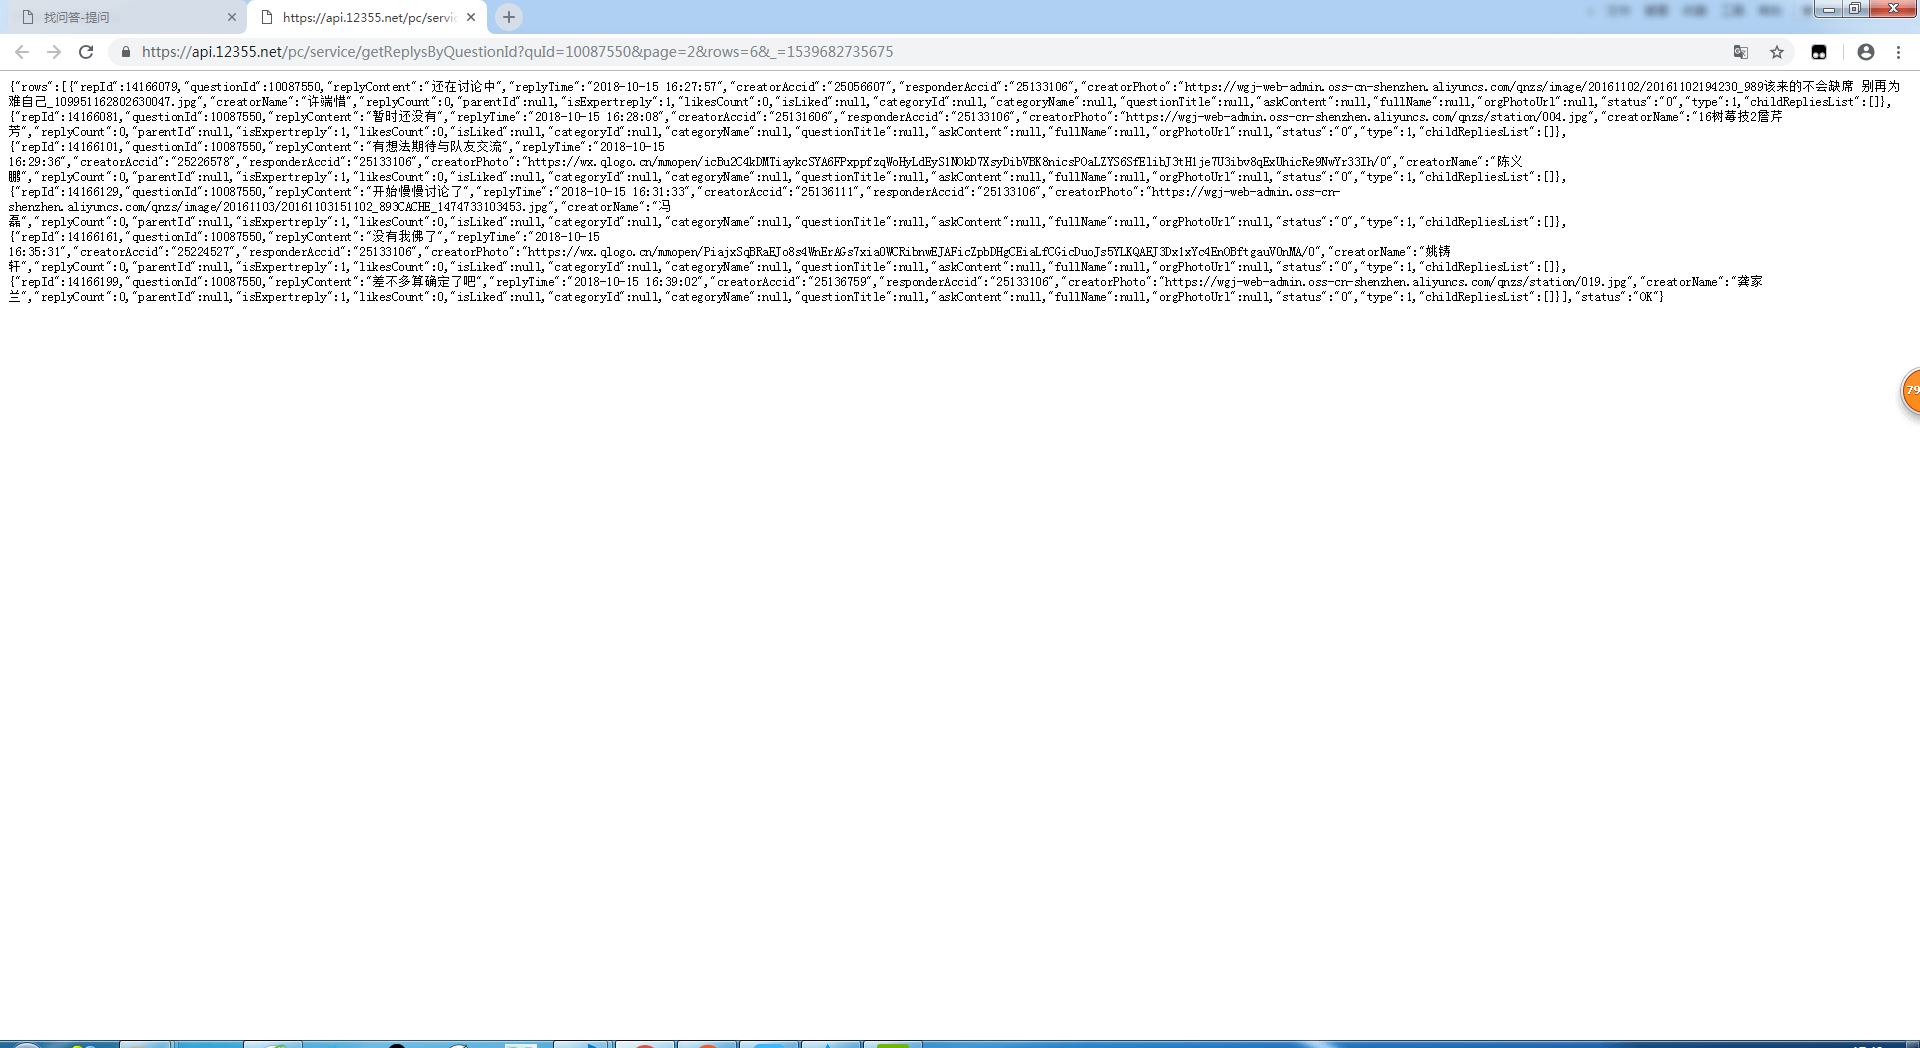 找问答-提问
https://api.12355.net/pc/servic
https://api.12355.net/pc/service/getReplysByQuestionId?quId=10087550&page=2&rows=6&_=1539682735675
{"rows":[{"repId":14166079,"questionId":10087550,"replyContent":"还在讨论中","replyTime":"2018-10-15 16:27:57","creatorAccid":"25056607","responderAccid":"25133106","creatorPhoto":"https://wgj-web-admin.oss-cn-shenzhen.aliyuncs.com/qnzs/image/20161102/20161102194230_989该来的不会缺席 别再为
难自己_109951162802630047.jpg","creatorName":"许端惜","replyCount":0,"parentId":null,"isExpertreply":1,"likesCount":0,"isLiked":null,"categoryId":null,"categoryName":null,"questionTitle":null,"askContent":null,"fullName":null,"orgPhotoUrl":null,"status":"0","type":1,"childRepliesList":[]},
{"repId":14166081,"questionId":10087550,"replyContent":"暂时还没有","replyTime":"2018-10-15 16:28:08","creatorAccid":"25131606","responderAccid":"25133106","creatorPhoto":"https://wgj-web-admin.oss-cn-shenzhen.aliyuncs.com/qnzs/station/004.jpg","creatorName":"16树莓技2詹芹
芳","replyCount":0,"parentId":null,"isExpertreply":1,"likesCount":0,"isLiked":null,"categoryId":null,"categoryName":null,"questionTitle":null,"askContent":null,"fullName":null,"orgPhotoUrl":null,"status":"0","type":1,"childRepliesList":[]},
{"repId":14166101,"questionId":10087550,"replyContent":"有想法期待与队友交流","replyTime":"2018-10-15
16:29:36","creatorAccid":"25226578","responderAccid":"25133106","creatorPhoto":"https://wx.qlogo.cn/mmopen/icBu2C4kDMTiaykcSYA6FPxppfzqWoHyLdEyS1NOkD7XsyDibVBK8nicsPOaLZYS6SfElibJ3tH1je7U3ibv8qExUhicRe9NwYr33Ih/0","creatorName":"陈义
鹏","replyCount":0,"parentId":null,"isExpertreply":1,"likesCount":0,"isLiked":null,"categoryId":null,"categoryName":null,"questionTitle":null,"askContent":null,"fullName":null,"orgPhotoUrl":null,"status":"0","type":1,"childRepliesList":[]},
{"repId":14166129,"questionId":10087550,"replyContent":"开始慢慢讨论了","replyTime":"2018-10-15 16:31:33","creatorAccid":"25136111","responderAccid":"25133106","creatorPhoto":"https://wgj-web-admin.oss-cn-
shenzhen.aliyuncs.com/qnzs/image/20161103/20161103151102_893CACHE_1474733103453.jpg","creatorName":"冯
磊","replyCount":0,"parentId":null,"isExpertreply":1,"likesCount":0,"isLiked":null,"categoryId":null,"categoryName":null,"questionTitle":null,"askContent":null,"fullName":null,"orgPhotoUrl":null,"status":"0","type":1,"childRepliesList":[]},
{"repId":14166161,"questionId":10087550,"replyContent":"没有我佛了","replyTime":"2018-10-15
16:35:31","creatorAccid":"25224527","responderAccid":"25133106","creatorPhoto":"https://wx.qlogo.cn/mmopen/PiajxSqBRaEJo8s4WnErAGs7xia0WCRibnwEJAFicZpbDHgCEiaLfCGicDuoJs5YLKQAEJ3Dx1xYc4EnOBftgauV0nMA/0","creatorName":"姚铸
轩","replyCount":0,"parentId":null,"isExpertreply":1,"likesCount":0,"isLiked":null,"categoryId":null,"categoryName":null,"questionTitle":null,"askContent":null,"fullName":null,"orgPhotoUrl":null,"status":"0","type":1,"childRepliesList":[]},
{"repId":14166199,"questionId":10087550,"replyContent":"差不多算确定了吧","replyTime":"2018-10-15 16:39:02","creatorAccid":"25136759","responderAccid":"25133106","creatorPhoto":"https://wgj-web-admin.oss-cn-shenzhen.aliyuncs.com/qnzs/station/019.jpg","creatorName":"龚家
兰","replyCount":0,"parentId":null,"isExpertreply":1,"likesCount":0,"isLiked":null,"categoryId":null,"categoryName":null,"questionTitle":null,"askContent":null,"fullName":null,"orgPhotoUrl":null,"status":"0","type":1,"childRepliesList":[]}],"status":"OK"}
79